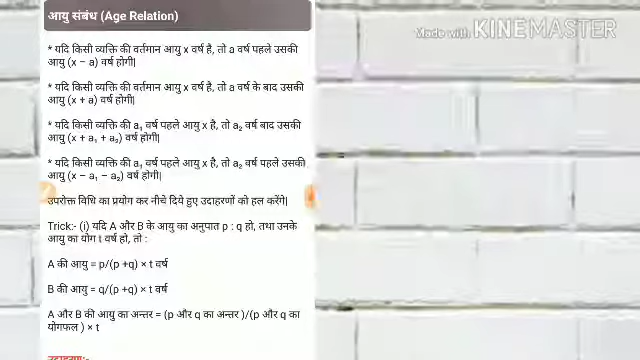 आयु संबंध (Age Relation)
Made with KINEMASTER
* यदि किसी व्यक्ति की वर्तमान आयु x वर्ष है, तो a वर्ष पहले उसकी
आयु (x – a) वर्ष होगी|
* यदि किसी व्यक्ति की वर्तमान आयु x वर्ष है, तो a वर्ष के बाद उसकी
आयु (x + a) वर्ष होगी|
* यदि किसी व्यक्ति की a₁ वर्ष पहले आयु x है, तो a₂ वर्ष बाद उसकी
आयु (x + a₁ + a₂) वर्ष होगी|
* यदि किसी व्यक्ति की a₁ वर्ष पहले आयु x है, तो a₂ वर्ष पहले उसकी
आयु (x – a₁ – a₂) वर्ष होगी|
उपरोक्त विधि का प्रयोग कर नीचे दिये हुए उदाहरणों को हल करेंगे|
Trick:- (i) यदि A और B के आयु का अनुपात p : q हो, तथा उनके
आयु का योग t वर्ष हो, तो :
A की आयु = p/(p +q) × t वर्ष
B की आयु = q/(p +q) × t वर्ष
A और B की आयु का अन्तर = (p और q का अन्तर )/(p और q का
योगफल ) × t